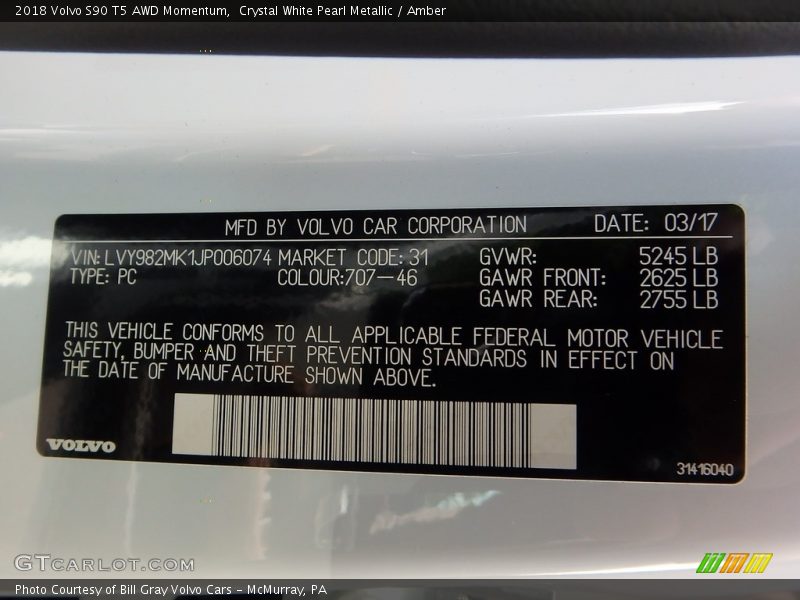 2018 Volvo S90 T5 AWD Momentum,  Crystal White Pearl Metallic / Amber
MFD BY VOLVO CAR CORPORATION DATE: 03/17
VIN: LVY982MK1JP006074 MARKET CODE: 31 GVWR: 5245 LB
TYPE: PC COLOUR:707-46 GAWR FRONT: 2625 LB
GAWR REAR: 2755 LB
THIS VEHICLE CONFORMS TO ALL APPLICABLE FEDERAL MOTOR VEHICLE
SAFETY, BUMPER AND THEFT PREVENTION STANDARDS IN EFFECT ON
THE DATE OF MANUFACTURE SHOWN ABOVE.
VOLVO
31416040
GTCARLOT.COM
Photo Courtesy of Bill Gray Volvo Cars - McMurray, PA